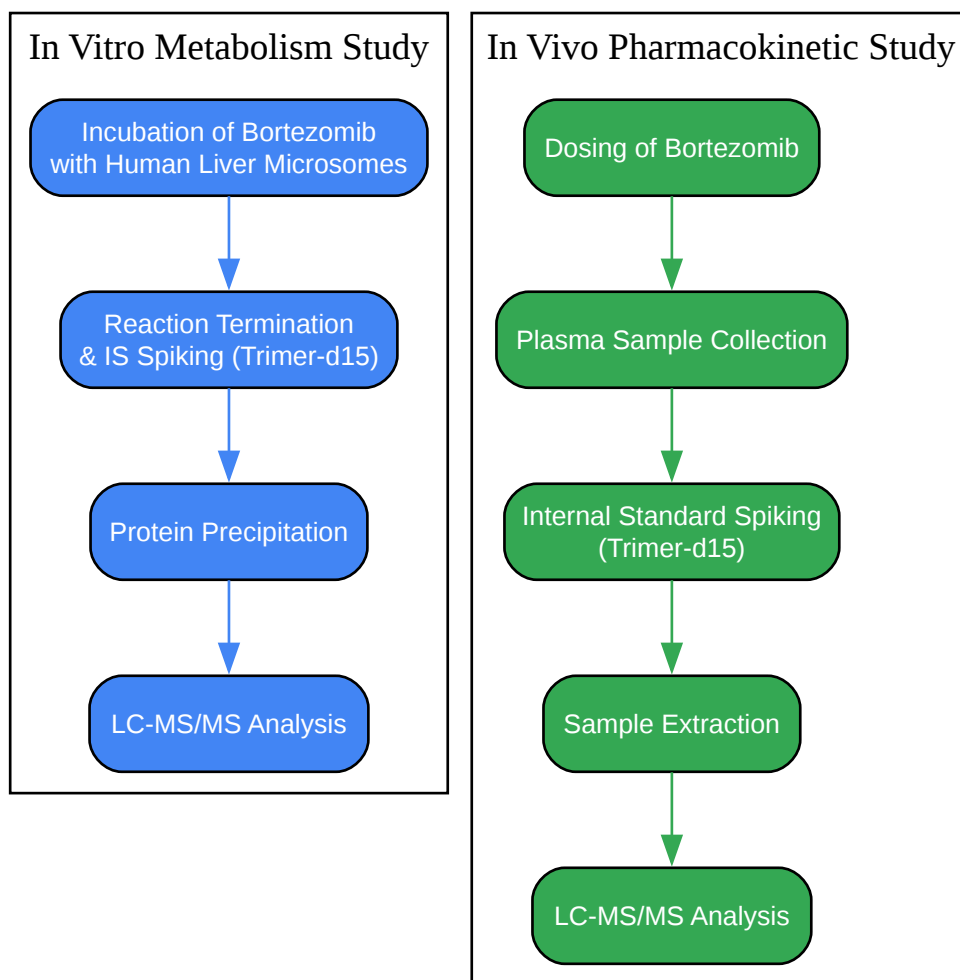 In Vitro Metabolism Study
Incubation of Bortezomib
with Human Liver Microsomes
Reaction Termination
& IS Spiking (Trimer-d15)
Protein Precipitation
LC-MS/MS Analysis
In Vivo Pharmacokinetic Study
Dosing of Bortezomib
Plasma Sample Collection
Internal Standard Spiking
(Trimer-d15)
Sample Extraction
LC-MS/MS Analysis